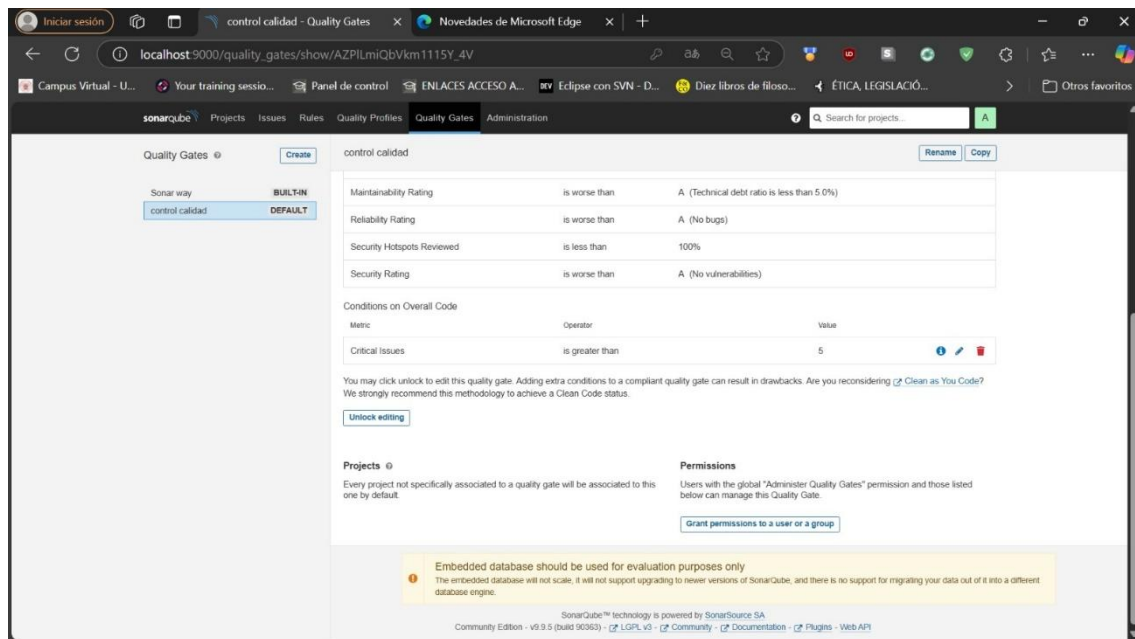 Iniciar sesión
control calidad - Quality Gates
Novedades de Microsoft Edge
localhost:9000/quality_gates/show/AZPlLmiQbVkm1115Y_4V
Campus Virtual - U...
Your training sessio...
Panel de control
ENLACES ACCESO A...
DEV Eclipse con SVN - D...
Diez libros de filoso...
ÉTICA, LEGISLACIÓ...
Otros favoritos
sonarqube Projects Issues Rules Quality Profiles Quality Gates Administration
Search for projects...
A
Quality Gates
Create
control calidad
Rename
Copy
Sonar way BUILT-IN
control calidad DEFAULT
Maintainability Rating is worse than A (Technical debt ratio is less than 5.0%)
Reliability Rating is worse than A (No bugs)
Security Hotspots Reviewed is less than 100%
Security Rating is worse than A (No vulnerabilities)
Conditions on Overall Code
Metric Operator Value
Critical Issues is greater than 5
You may click unlock to edit this quality gate. Adding extra conditions to a compliant quality gate can result in drawbacks. Are you reconsidering Clean as You Code?
We strongly recommend this methodology to achieve a Clean Code status.
Unlock editing
Projects
Every project not specifically associated to a quality gate will be associated to this
one by default.
Permissions
Users with the global "Administer Quality Gates" permission and those listed
below can manage this Quality Gate.
Grant permissions to a user or a group
Embedded database should be used for evaluation purposes only
The embedded database will not scale, it will not support upgrading to newer versions of SonarQube, and there is no support for migrating your data out of it into a different
database engine.
SonarQube™ technology is powered by SonarSource SA
Community Edition - v9.9.5 (build 90363) - LGPL v3 - Community - Documentation - Plugins - Web API